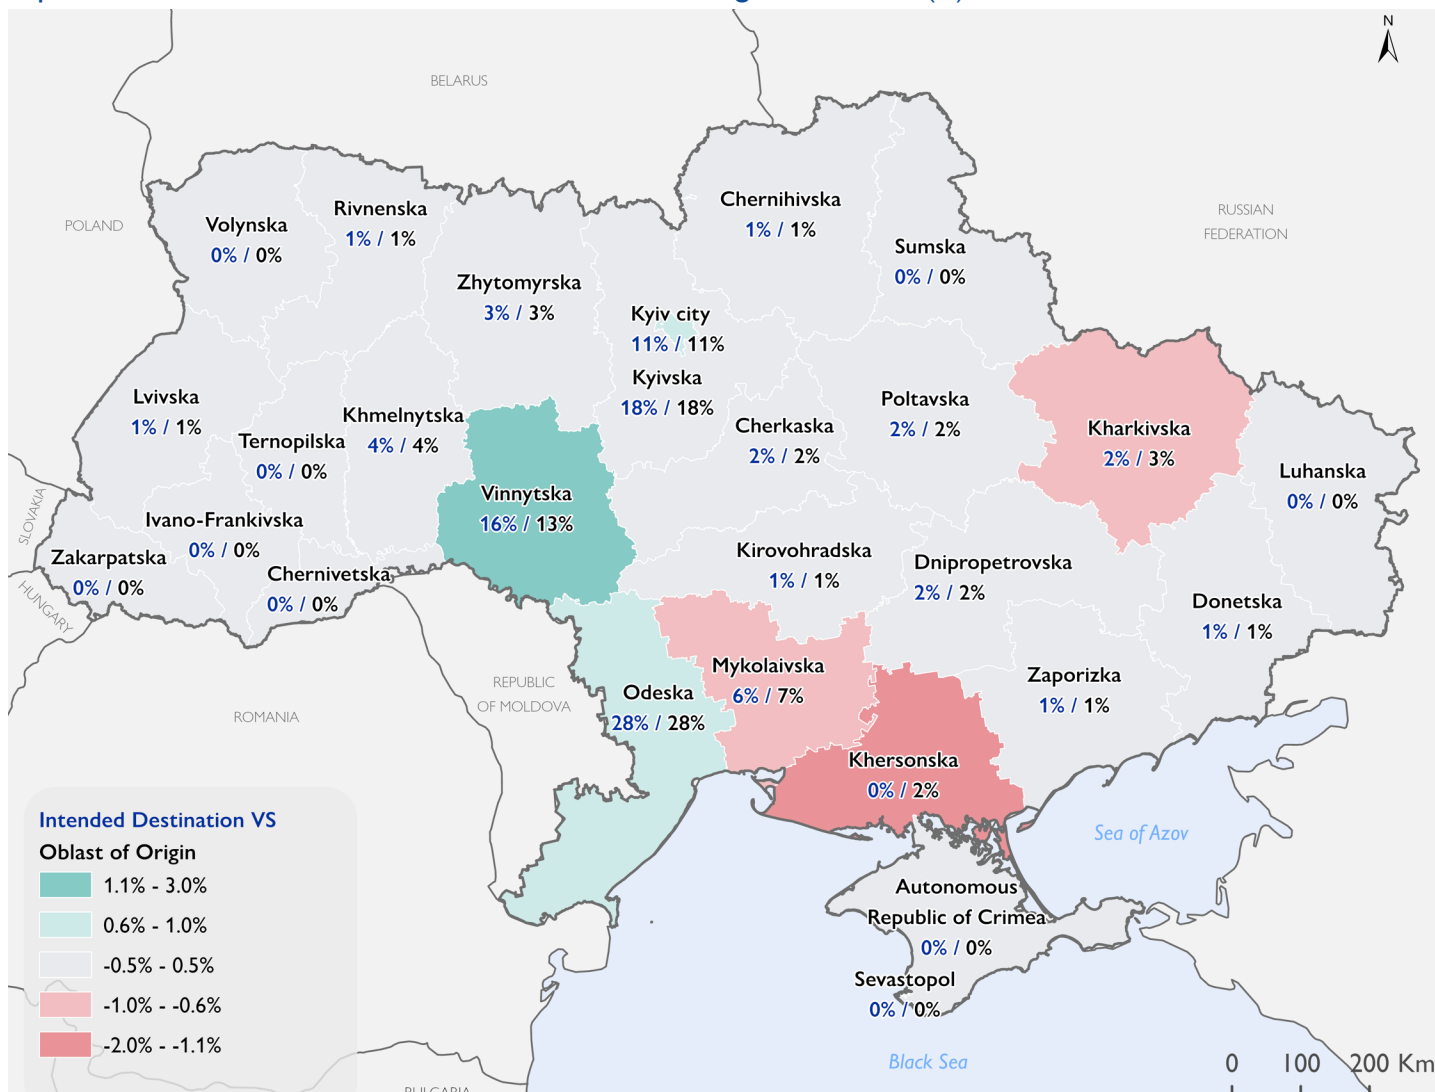 N
BELARUS
POLAND
RUSSIAN
FEDERATION
Volynska
0% / 0%
Rivnenska
1% / 1%
Chernihivska
1% / 1%
Sumska
0% / 0%
Zhytomyrska
3% / 3%
Kyiv city
11% / 11%
Kyivska
18% / 18%
Lvivska
1% / 1%
Ternopilska
0% / 0%
Khmelnytska
4% / 4%
Cherkaska
2% / 2%
Poltavska
2% / 2%
Kharkivska
2% / 3%
Luhanska
0% / 0%
Vinnytska
16% / 13%
SLOVAKIA
Ivano-Frankivska
0% / 0%
Zakarpatska
0% / 0%
Chernivetska
0% / 0%
HUNGARY
Kirovohradska
1% / 1%
Dnipropetrovska
2% / 2%
Donetska
1% / 1%
Mykolaivska
6% / 7%
Odeska
28% / 28%
Zaporizka
1% / 1%
REPUBLIC
OF MOLDOVA
ROMANIA
Khersonska
0% / 2%
Sea of Azov
Autonomous
Republic of Crimea
0% / 0%
Sevastopol
0% / 0%
Black Sea
Intended Destination VS
Oblast of Origin
1.1% - 3.0%
0.6% - 1.0%
-0.5% - 0.5%
-1.0% - -0.6%
-2.0% - -1.1%
BULGARIA
0 100 200 Km